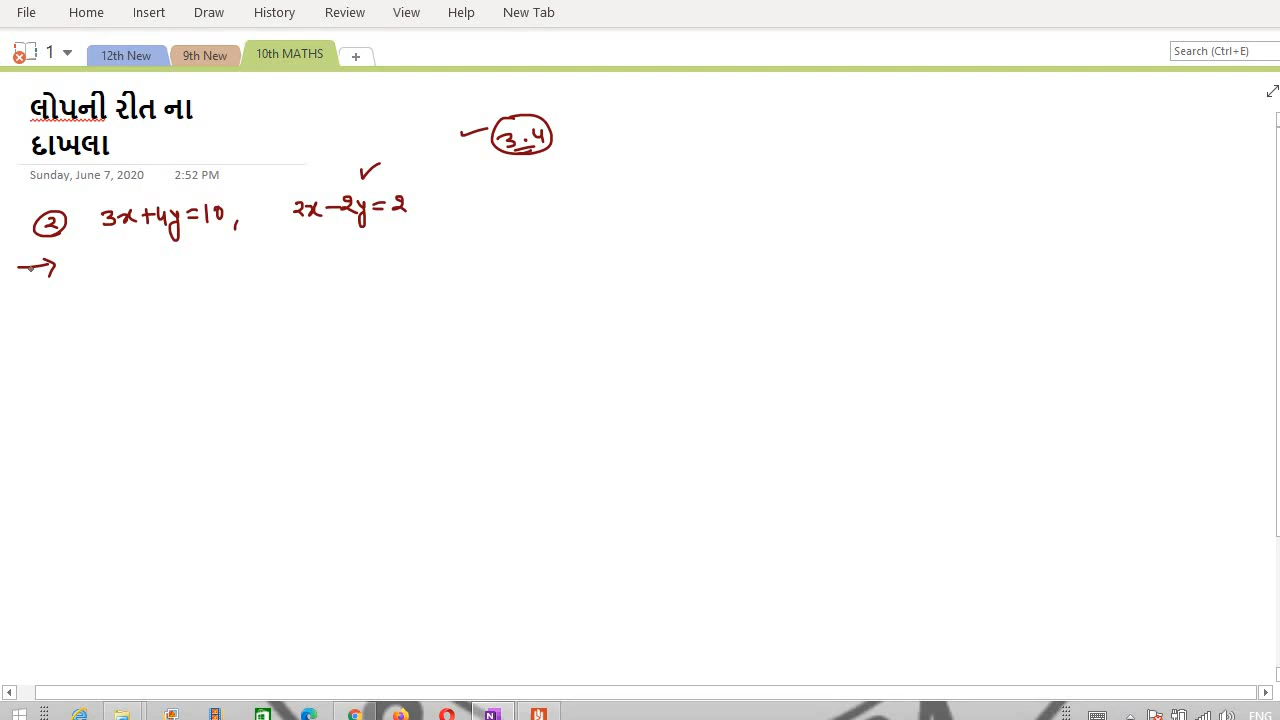 File Home Insert Draw History Review View Help New Tab
1 12th New 9th New 10th MATHS + Search (Ctrl+E)
લોપની રીત ના
દાખલા
3.4
Sunday, June 7, 2020 2:52 PM
2 3x+4y=10, 2x-2y=2
ENG